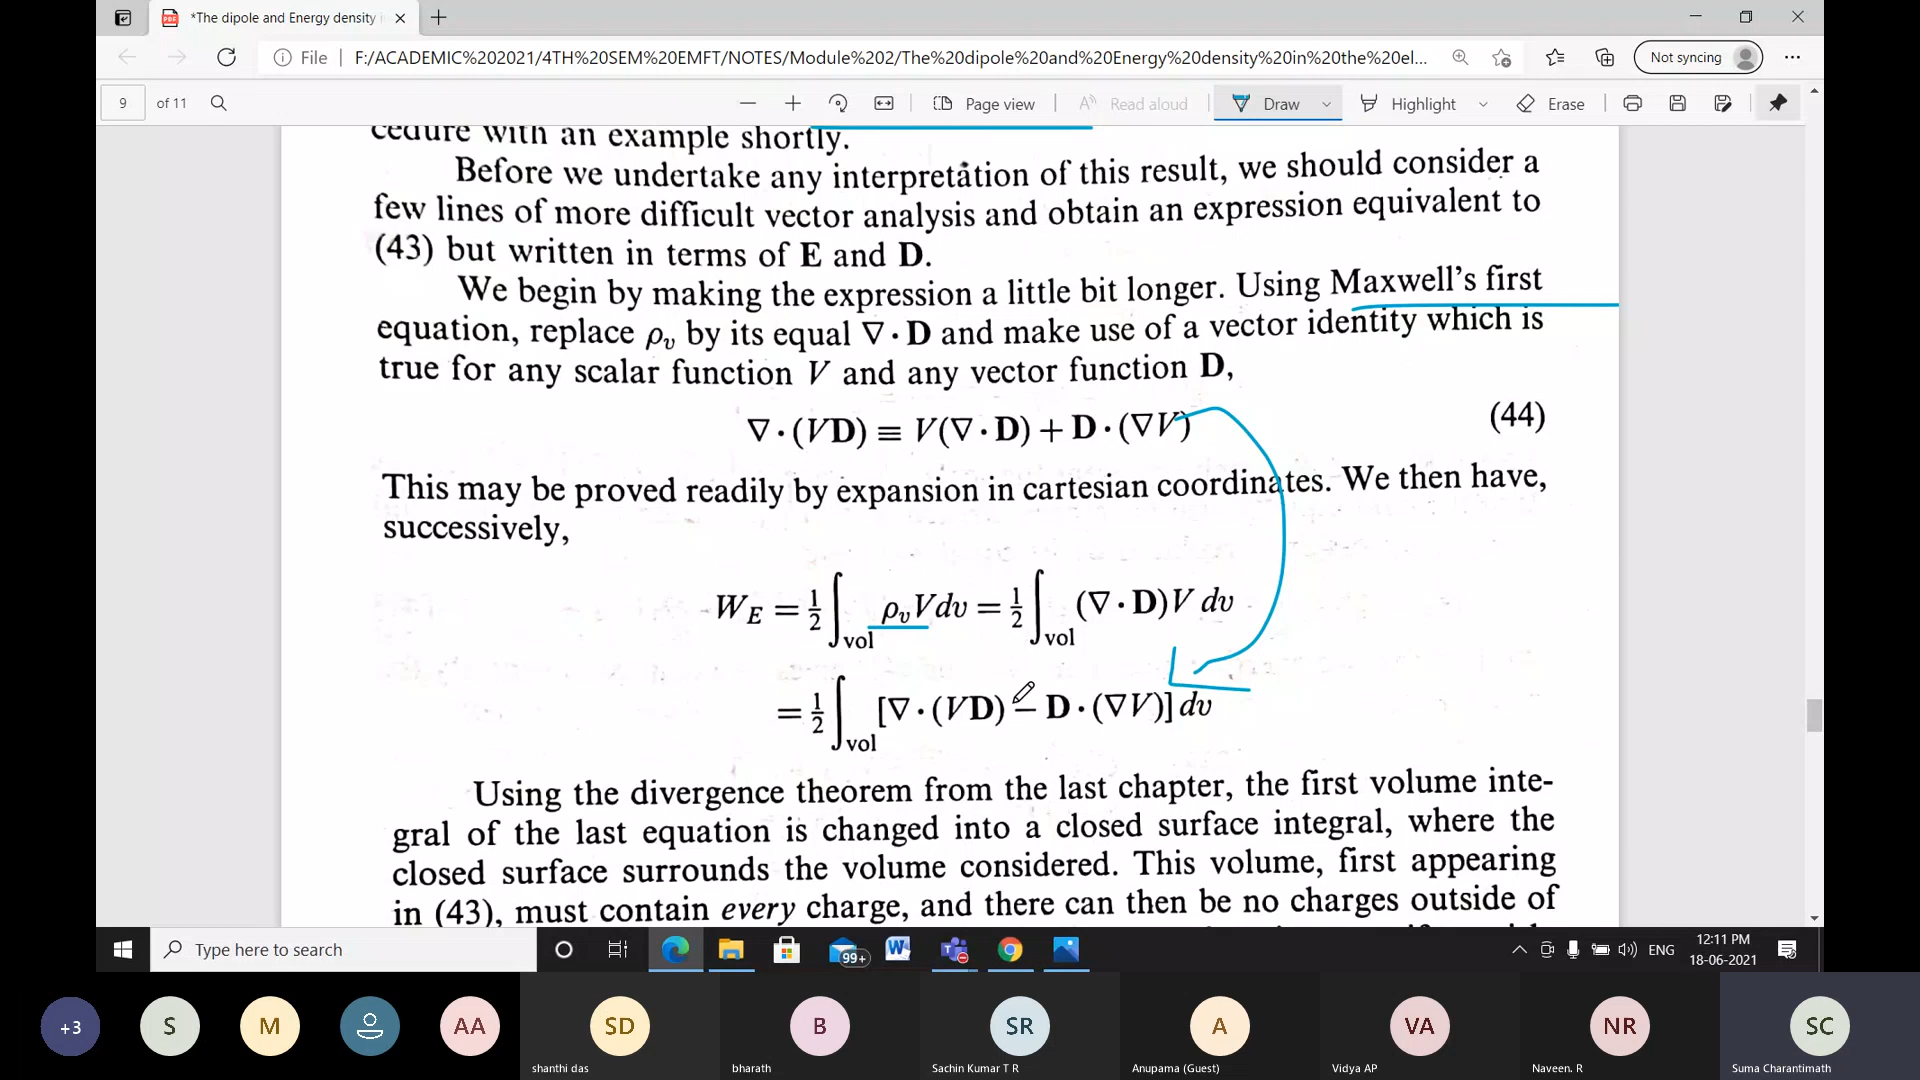 *The dipole and Energy density i
File F:/ACADEMIC%202021/4TH%20SEM%20EMFT/NOTES/Module%202/The%20dipole%20and%20Energy%20density%20in%20the%20el... Not syncing
9 of 11 Page view Read aloud Draw Highlight Erase
cedure with an example shortly.
Before we undertake any interpretation of this result, we should consider a
few lines of more difficult vector analysis and obtain an expression equivalent to
(43) but written in terms of E and D.
We begin by making the expression a little bit longer. Using Maxwell's first
equation, replace ρᵥ by its equal ∇ · D and make use of a vector identity which is
true for any scalar function V and any vector function D,
∇ · (VD) ≡ V(∇ · D) + D · (∇V) (44)
This may be proved readily by expansion in cartesian coordinates. We then have,
successively,
W_E = ½ ∫_vol ρᵥV dv = ½ ∫_vol (∇ · D)V dv
= ½ ∫_vol [∇ · (VD) − D · (∇V)] dv
Using the divergence theorem from the last chapter, the first volume inte-
gral of the last equation is changed into a closed surface integral, where the
closed surface surrounds the volume considered. This volume, first appearing
in (43), must contain every charge, and there can then be no charges outside of
Type here to search 99+ ENG 12:11 PM
18-06-2021
+3 S M AA SD B SR A VA NR SC
shanthi das bharath Sachin Kumar T R Anupama (Guest) Vidya AP Naveen. R Suma Charantimath